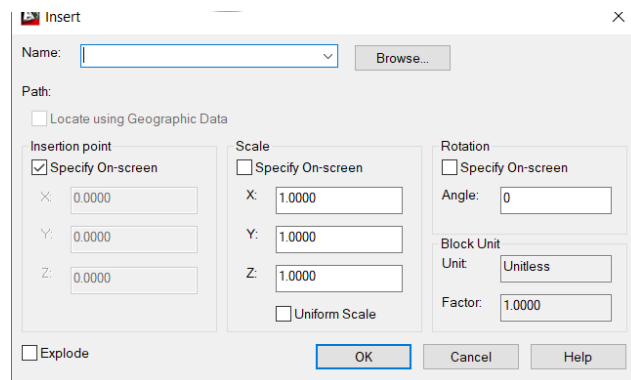 Insert
Name:
Browse...
Path:
Locate using Geographic Data
Insertion point
Specify On-screen
X: 0.0000
Y: 0.0000
Z: 0.0000
Scale
Specify On-screen
X: 1.0000
Y: 1.0000
Z: 1.0000
Uniform Scale
Rotation
Specify On-screen
Angle: 0
Block Unit
Unit: Unitless
Factor: 1.0000
Explode
OK Cancel Help